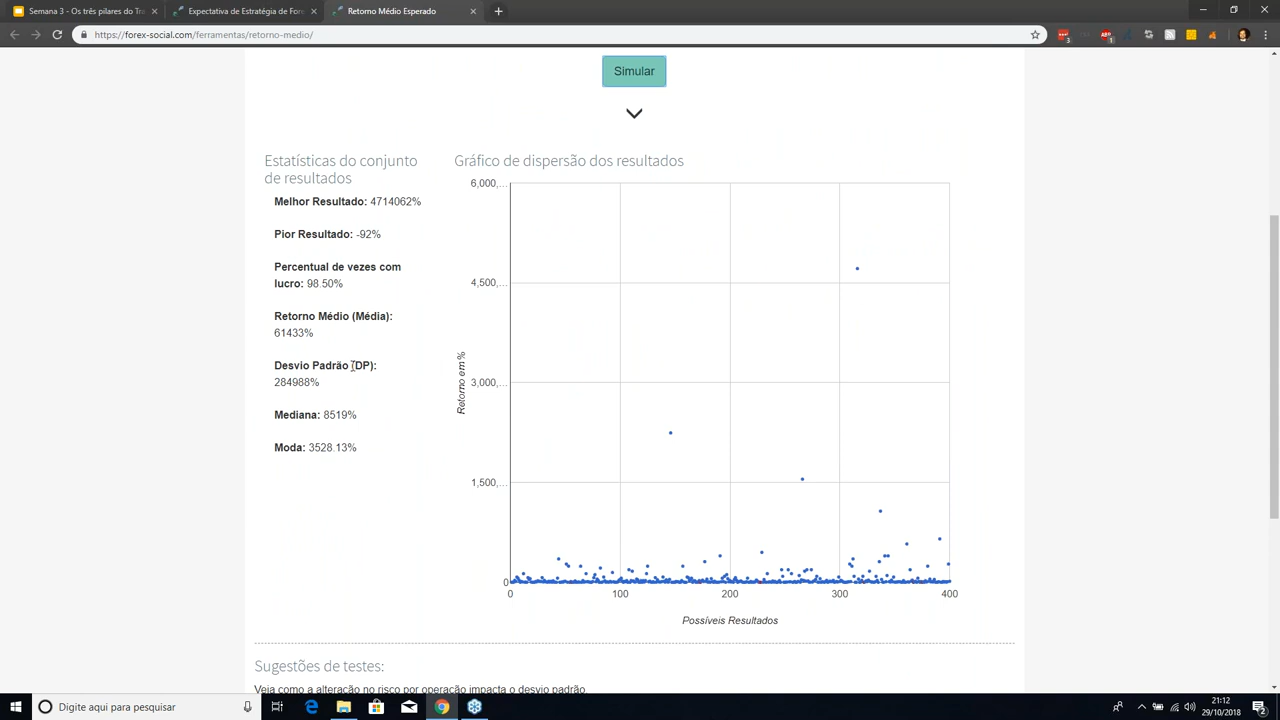 Semana 3 - Os três pilares do Tra
Expectativa de Estratégia de Forex
Retorno Médio Esperado
https://forex-social.com/ferramentas/retorno-medio/
Simular
Estatísticas do conjunto
de resultados
Melhor Resultado: 4714062%
Pior Resultado: -92%
Percentual de vezes com
lucro: 98.50%
Retorno Médio (Média):
61433%
Desvio Padrão (DP):
284988%
Mediana: 8519%
Moda: 3528.13%
Gráfico de dispersão dos resultados
6,000,...
4,500,...
3,000,...
1,500,...
0
Retorno em%
0 100 200 300 400
Possíveis Resultados
Sugestões de testes:
Veja como a alteração no risco por operação impacta o desvio padrão.
Digite aqui para pesquisar
21:12
29/10/2018